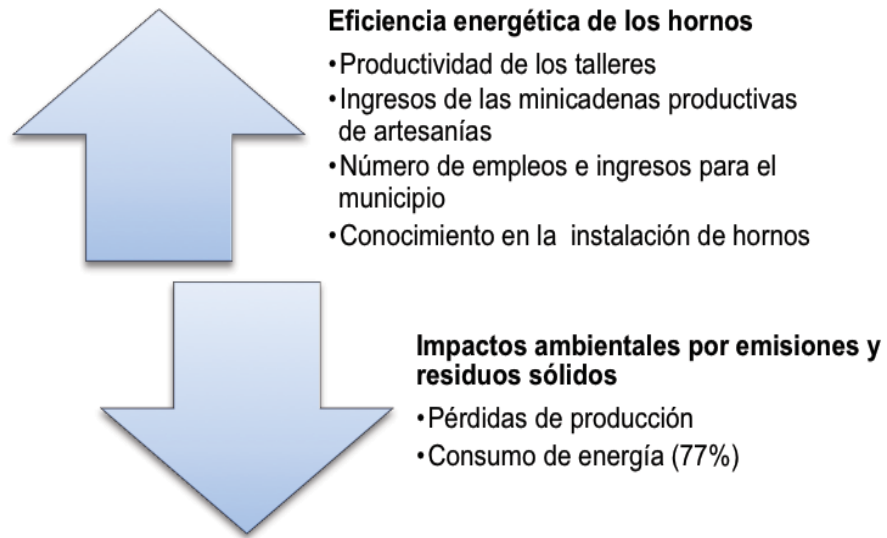 Eficiencia energética de los hornos
•Productividad de los talleres
•Ingresos de las minicadenas productivas
de artesanías
•Número de empleos e ingresos para el
municipio
•Conocimiento en la instalación de hornos
Impactos ambientales por emisiones y
residuos sólidos
•Pérdidas de producción
•Consumo de energía (77%)